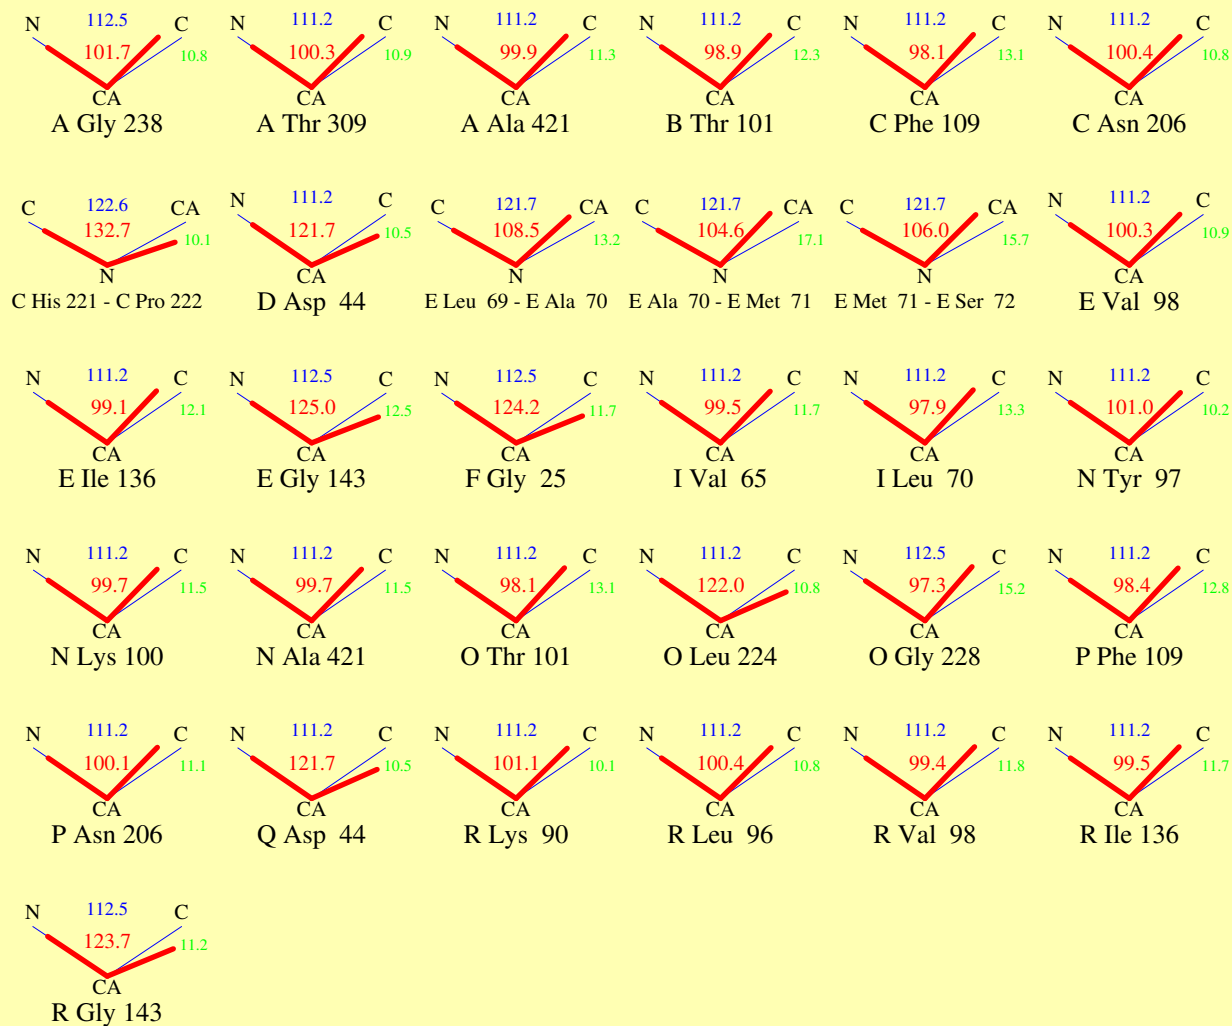 N 112.5 C N 111.2 C N 111.2 C N 111.2 C N 111.2 C N 111.2 C
101.7 10.8 100.3 10.9 99.9 11.3 98.9 12.3 98.1 13.1 100.4 10.8
CA CA CA CA CA CA
A Gly 238 A Thr 309 A Ala 421 B Thr 101 C Phe 109 C Asn 206
C 122.6 CA N 111.2 C C 121.7 CA C 121.7 CA C 121.7 CA N 111.2 C
132.7 10.1 121.7 10.5 108.5 13.2 104.6 17.1 106.0 15.7 100.3 10.9
N CA N N N CA
C His 221 - C Pro 222 D Asp 44 E Leu 69 - E Ala 70 E Ala 70 - E Met 71 E Met 71 - E Ser 72 E Val 98
N 111.2 C N 112.5 C N 112.5 C N 111.2 C N 111.2 C N 111.2 C
99.1 12.1 125.0 12.5 124.2 11.7 99.5 11.7 97.9 13.3 101.0 10.2
CA CA CA CA CA CA
E Ile 136 E Gly 143 F Gly 25 I Val 65 I Leu 70 N Tyr 97
N 111.2 C N 111.2 C N 111.2 C N 111.2 C N 112.5 C N 111.2 C
99.7 11.5 99.7 11.5 98.1 13.1 122.0 10.8 97.3 15.2 98.4 12.8
CA CA CA CA CA CA
N Lys 100 N Ala 421 O Thr 101 O Leu 224 O Gly 228 P Phe 109
N 111.2 C N 111.2 C N 111.2 C N 111.2 C N 111.2 C N 111.2 C
100.1 11.1 121.7 10.5 101.1 10.1 100.4 10.8 99.4 11.8 99.5 11.7
CA CA CA CA CA CA
P Asn 206 Q Asp 44 R Lys 90 R Leu 96 R Val 98 R Ile 136
N 112.5 C
123.7 11.2
CA
R Gly 143